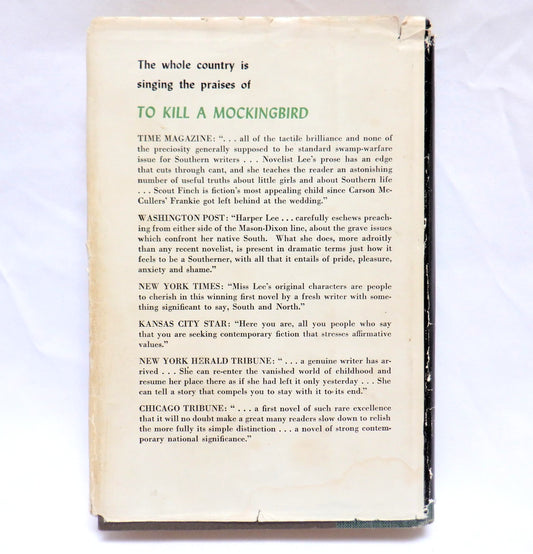 The whole country is
singing the praises of
TO KILL A MOCKINGBIRD
TIME MAGAZINE: “. . . all of the tactile brilliance and none of
the preciosity generally supposed to be standard swamp-warfare
issue for Southern writers . . . Novelist Lee's prose has an edge
that cuts through cant, and she teaches the reader an astonishing
number of useful truths about little girls and about Southern life
. . . Scout Finch is fiction's most appealing child since Carson Mc-
Cullers' Frankie got left behind at the wedding.”
WASHINGTON POST: “Harper Lee . . . carefully eschews preach-
ing from either side of the Mason-Dixon line, about the grave issues
which confront her native South. What she does, more adroitly
than any recent novelist, is present in dramatic terms just how it
feels to be a Southerner, with all that it entails of pride, pleasure,
anxiety and shame.”
NEW YORK TIMES: “Miss Lee's original characters are people
to cherish in this winning first novel by a fresh writer with some-
thing significant to say, South and North.”
KANSAS CITY STAR: “Here you are, all you people who say
that you are seeking contemporary fiction that stresses affirmative
values.”
NEW YORK HERALD TRIBUNE: “ . . . a genuine writer has ar-
rived . . . She can re-enter the vanished world of childhood and
resume her place there as if she had left it only yesterday . . . She
can tell a story that compels you to stay with it to its end.”
CHICAGO TRIBUNE: “ . . . a first novel of such rare excellence
that it will no doubt make a great many readers slow down to relish
the more fully its simple distinction . . . a novel of strong contem-
porary national significance.”